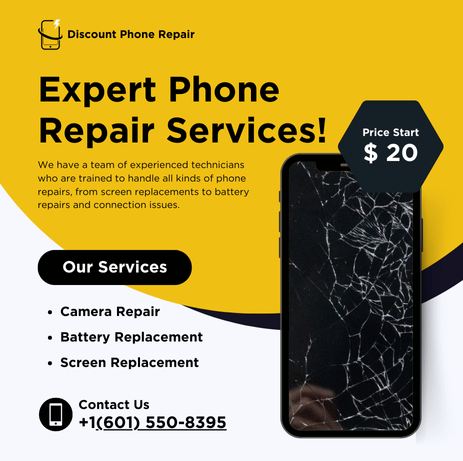 Discount Phone Repair
Expert Phone
Repair Services!
We have a team of experienced technicians
who are trained to handle all kinds of phone
repairs, from screen replacements to battery
repairs and connection issues.
Price Start
$ 20
Our Services
• Camera Repair
• Battery Replacement
• Screen Replacement
Contact Us
+1(601) 550-8395